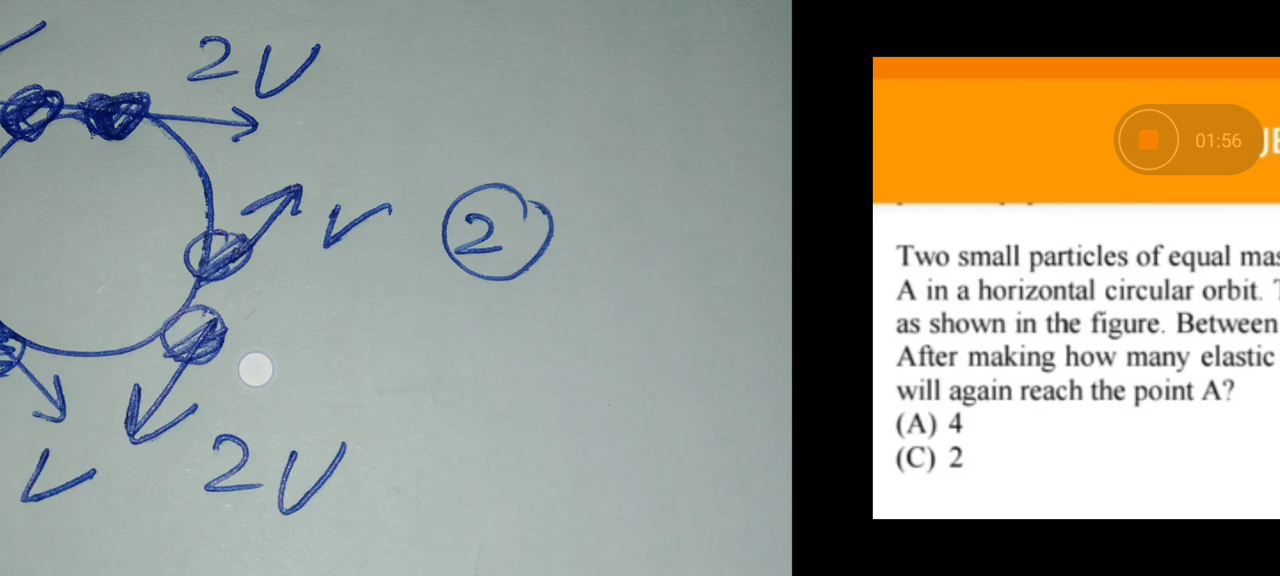 2V
V
2
V
2V
01:56
Two small particles of equal mas
A in a horizontal circular orbit.
as shown in the figure. Between
After making how many elastic
will again reach the point A?
(A) 4
(C) 2